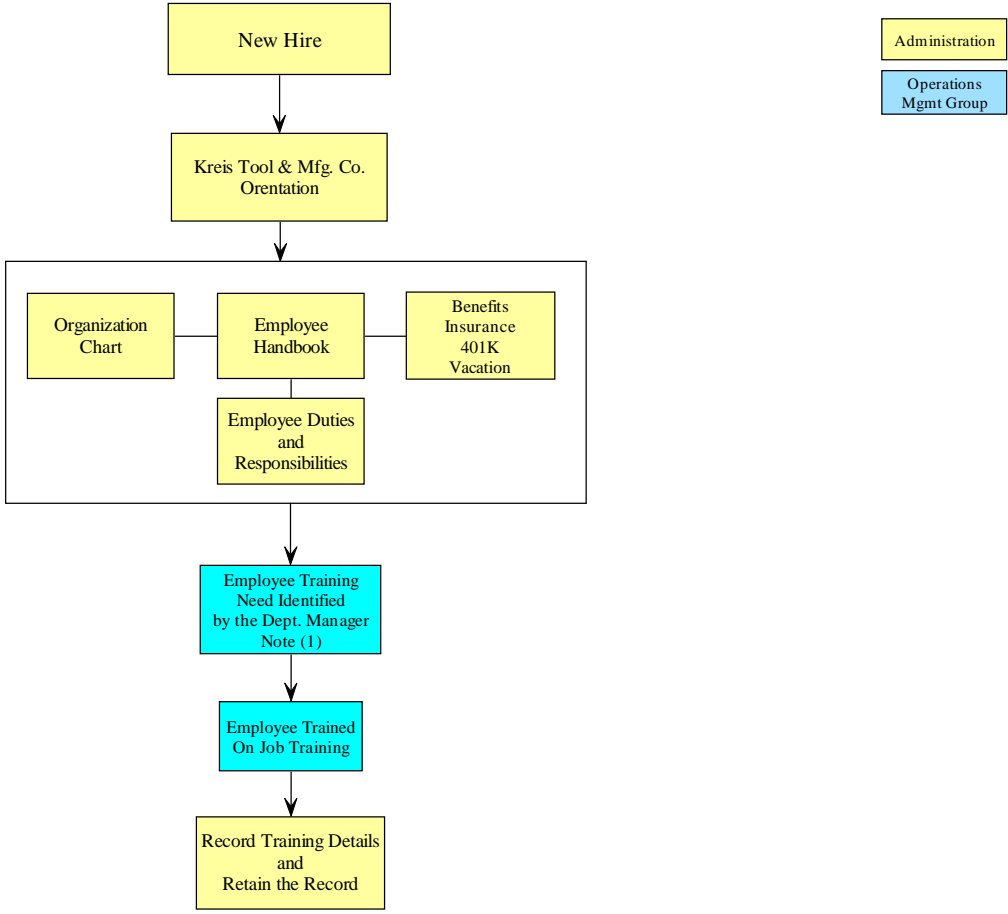 New Hire
Administration
Operations
Mgmt Group
Kreis Tool & Mfg. Co.
Orentation
Organization
Chart
Employee
Handbook
Benefits
Insurance
401K
Vacation
Employee Duties
and
Responsibilities
Employee Training
Need Identified
by the Dept. Manager
Note (1)
Employee Trained
On Job Training
Record Training Details
and
Retain the Record